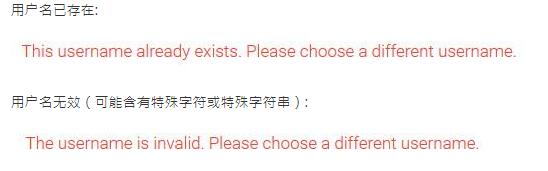 用户名已存在:
This username already exists. Please choose a different username.
用户名无效（可能含有特殊字符或特殊字符串）:
The username is invalid. Please choose a different username.